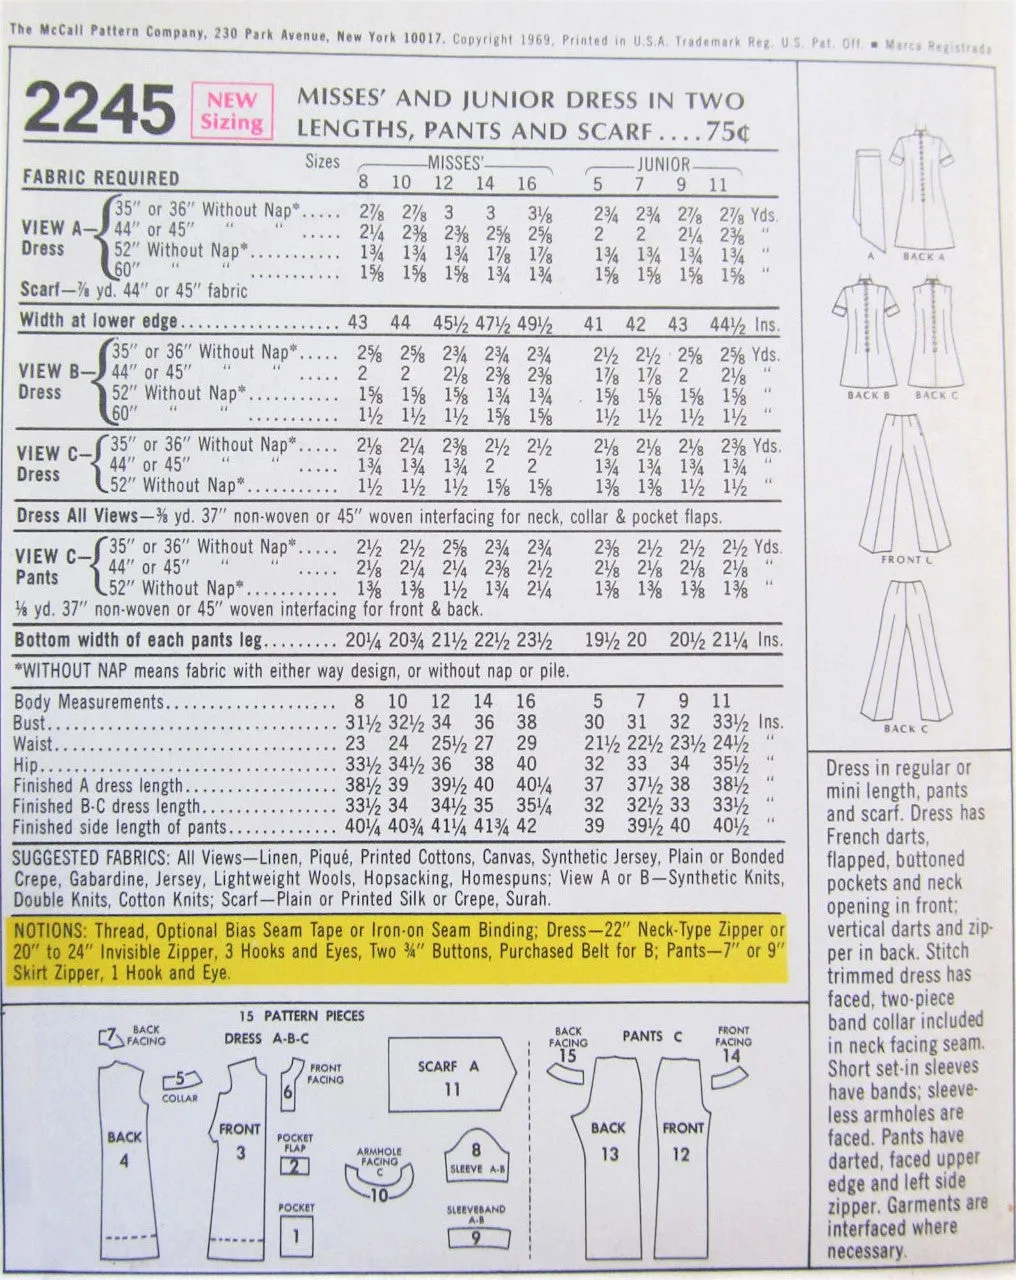 The McCall Pattern Company, 230 Park Avenue, New York 10017. Copyright 1969, Printed in U.S.A. Trademark Reg. U.S. Pat. Off. ■ Marca Registrada
2245 NEW Sizing MISSES' AND JUNIOR DRESS IN TWO
LENGTHS, PANTS AND SCARF....75¢
FABRIC REQUIRED Sizes MISSES' JUNIOR
8 10 12 14 16 5 7 9 11
VIEW A— Dress
35" or 36" Without Nap*..... 2⅞ 2⅞ 3 3 3⅛ 2¾ 2¾ 2⅞ 2⅞ Yds.
44" or 45" " " ..... 2¼ 2⅜ 2⅜ 2⅝ 2⅝ 2 2 2¼ 2⅜ "
52" Without Nap*........... 1¾ 1¾ 1¾ 1⅞ 1⅞ 1¾ 1¾ 1¾ 1¾ "
60" " " ........... 1⅝ 1⅝ 1⅝ 1¾ 1¾ 1⅝ 1⅝ 1⅝ 1⅝ "
Scarf—⅞ yd. 44" or 45" fabric
Width at lower edge................... 43 44 45½ 47½ 49½ 41 42 43 44½ Ins.
VIEW B— Dress
35" or 36" Without Nap*..... 2⅝ 2⅝ 2¾ 2¾ 2¾ 2½ 2½ 2⅝ 2⅝ Yds.
44" or 45" " " ..... 2 2 2⅛ 2⅜ 2⅜ 1⅞ 1⅞ 2 2⅛ "
52" Without Nap*........... 1⅝ 1⅝ 1⅝ 1¾ 1¾ 1⅝ 1⅝ 1⅝ 1⅝ "
60" " " ........... 1½ 1½ 1½ 1⅝ 1⅝ 1½ 1½ 1½ 1½ "
VIEW C— Dress
35" or 36" Without Nap*..... 2⅛ 2¼ 2⅜ 2½ 2½ 2⅛ 2⅛ 2⅛ 2⅜ Yds.
44" or 45" " " ..... 1¾ 1¾ 1¾ 2 2 1¾ 1¾ 1¾ 1¾ "
52" Without Nap*........... 1½ 1½ 1½ 1⅝ 1⅝ 1⅜ 1⅜ 1½ 1½ "
Dress All Views—⅜ yd. 37" non-woven or 45" woven interfacing for neck, collar & pocket flaps.
VIEW C— Pants
35" or 36" Without Nap*..... 2½ 2½ 2⅝ 2¾ 2¾ 2⅜ 2½ 2½ 2½ Yds.
44" or 45" " " ..... 2⅛ 2¼ 2¼ 2⅜ 2½ 2⅛ 2⅛ 2⅛ 2⅛ "
52" Without Nap*........... 1⅜ 1⅜ 1½ 1¾ 2¼ 1⅜ 1⅜ 1⅜ 1⅜ "
⅛ yd. 37" non-woven or 45" woven interfacing for front & back.
Bottom width of each pants leg......... 20¼ 20¾ 21½ 22½ 23½ 19½ 20 20½ 21¼ Ins.
*WITHOUT NAP means fabric with either way design, or without nap or pile.
Body Measurements.................... 8 10 12 14 16 5 7 9 11
Bust................................. 31½ 32½ 34 36 38 30 31 32 33½ Ins.
Waist................................ 23 24 25½ 27 29 21½ 22½ 23½ 24½ "
Hip.................................. 33½ 34½ 36 38 40 32 33 34 35½ "
Finished A dress length.................. 38½ 39 39½ 40 40¼ 37 37½ 38 38½ "
Finished B-C dress length................ 33½ 34 34½ 35 35¼ 32 32½ 33 33½ "
Finished side length of pants............. 40¼ 40¾ 41¼ 41¾ 42 39 39½ 40 40½ "
SUGGESTED FABRICS: All Views—Linen, Piqué, Printed Cottons, Canvas, Synthetic Jersey, Plain or Bonded
Crepe, Gabardine, Jersey, Lightweight Wools, Hopsacking, Homespuns; View A or B—Synthetic Knits,
Double Knits, Cotton Knits; Scarf—Plain or Printed Silk or Crepe, Surah.
NOTIONS: Thread, Optional Bias Seam Tape or Iron-on Seam Binding; Dress—22" Neck-Type Zipper or
20" to 24" Invisible Zipper, 3 Hooks and Eyes, Two ¾" Buttons, Purchased Belt for B; Pants—7" or 9"
Skirt Zipper, 1 Hook and Eye.
A BACK A
BACK B BACK C
FRONT C
BACK C
Dress in regular or
mini length, pants
and scarf. Dress has
French darts,
flapped, buttoned
pockets and neck
opening in front;
vertical darts and zip-
per in back. Stitch
trimmed dress has
faced, two-piece
band collar included
in neck facing seam.
Short set-in sleeves
have bands; sleeve-
less armholes are
faced. Pants have
darted, faced upper
edge and left side
zipper. Garments are
interfaced where
necessary.
15 PATTERN PIECES
DRESS A-B-C
PANTS C
7 BACK FACING
5 COLLAR
BACK 4
FRONT 3
6 FRONT FACING
POCKET FLAP 2
POCKET 1
SCARF A 11
ARMHOLE FACING C 10
8 SLEEVE A-B
SLEEVEBAND A-B 9
BACK FACING 15
FRONT FACING 14
BACK 13
FRONT 12